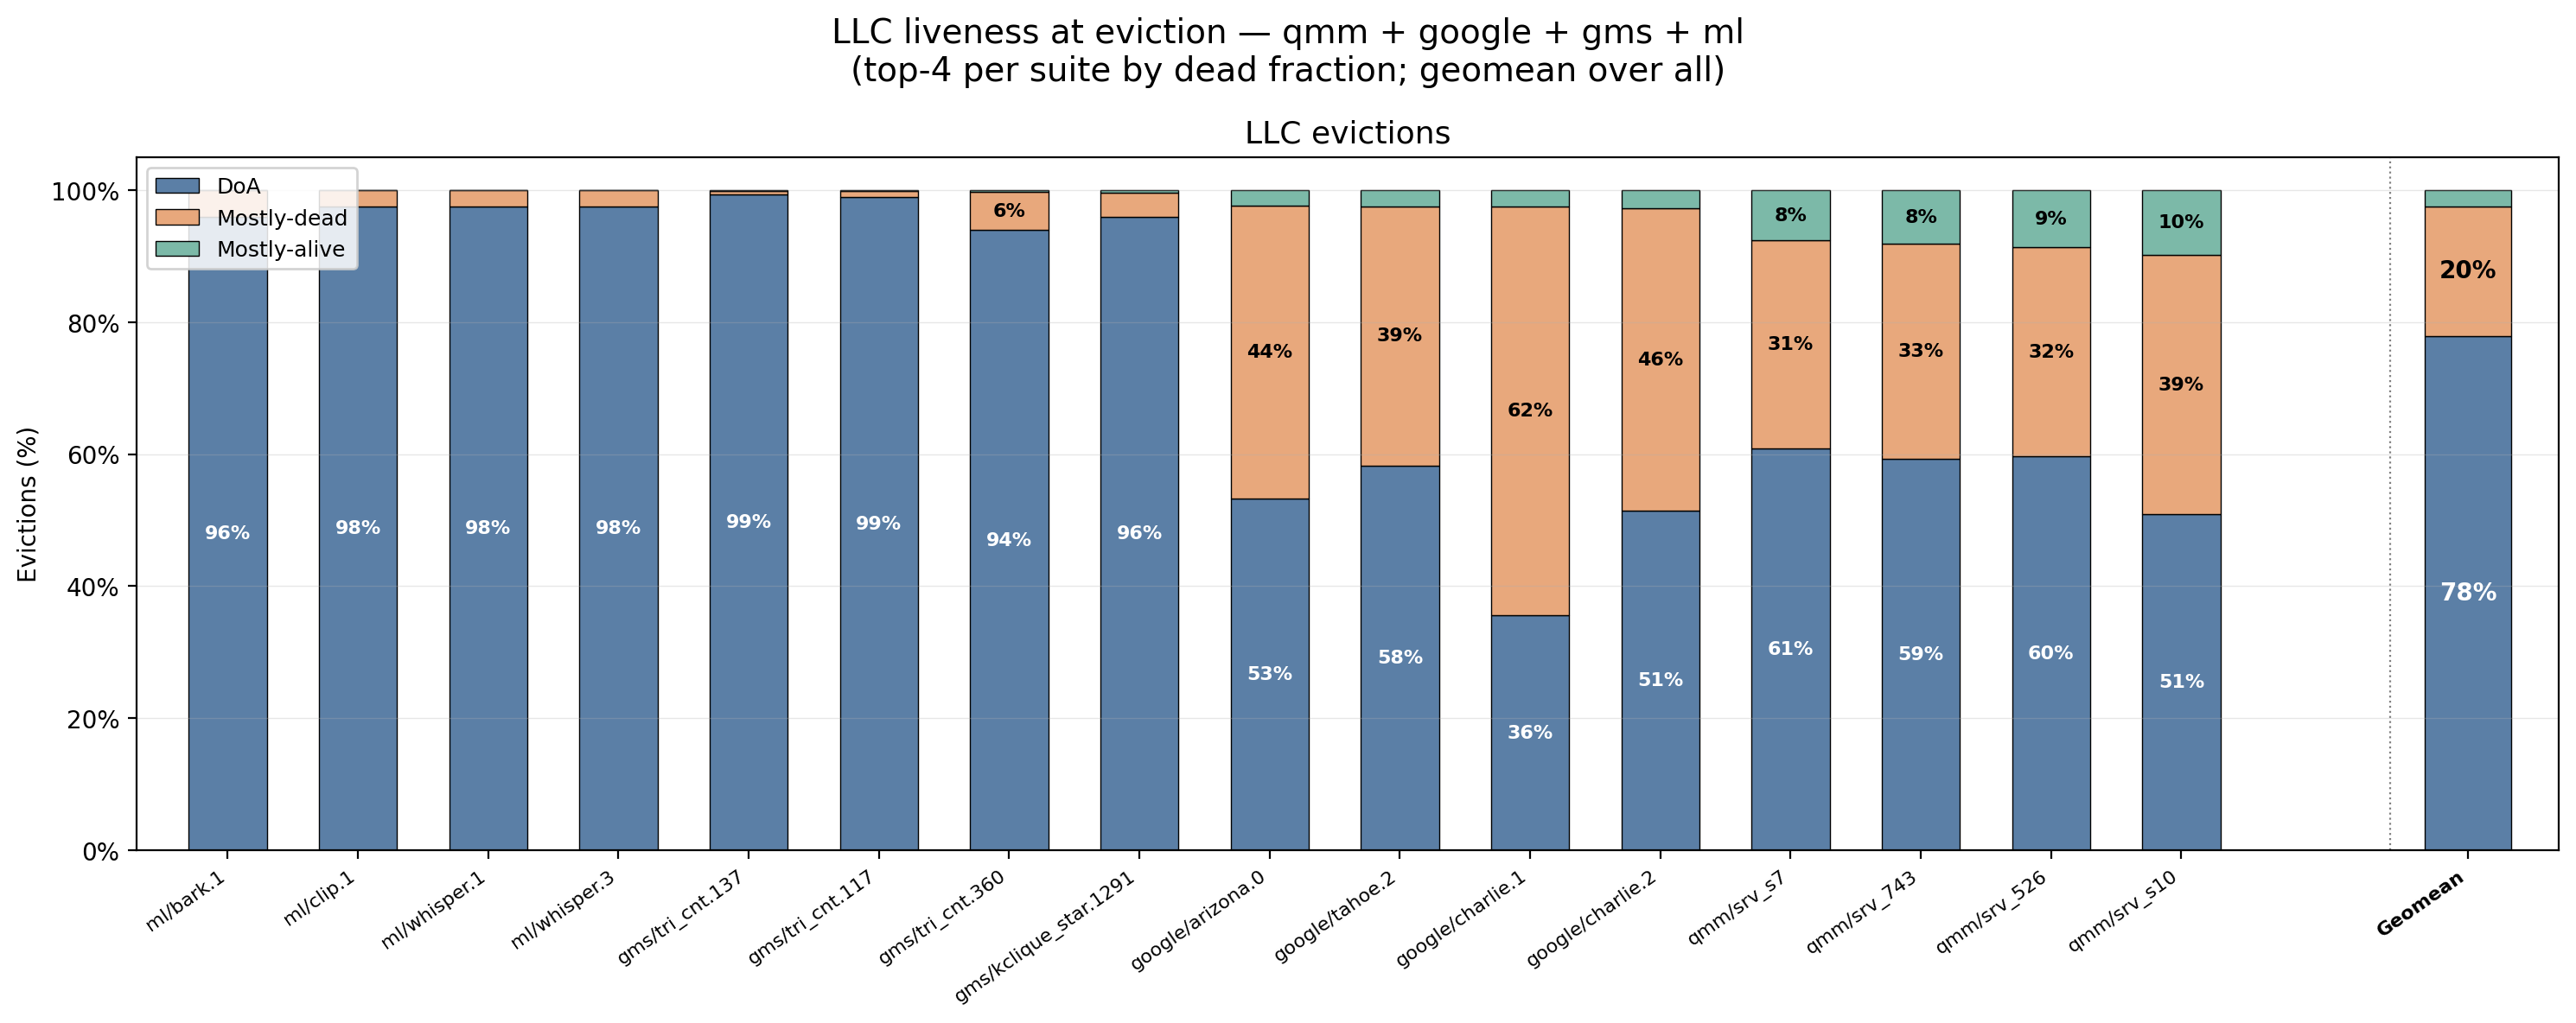 LLC liveness at eviction — qmm + google + gms + ml
(top-4 per suite by dead fraction; geomean over all)
LLC evictions
DoA
Mostly-dead
Mostly-alive
Evictions (%)
100%
80%
60%
40%
20%
0%
96%
98%
98%
98%
99%
99%
6%
94%
96%
44%
53%
39%
58%
62%
36%
46%
51%
8%
31%
61%
8%
33%
59%
9%
32%
60%
10%
39%
51%
20%
78%
ml/bark.1
ml/clip.1
ml/whisper.1
ml/whisper.3
gms/tri_cnt.137
gms/tri_cnt.117
gms/tri_cnt.360
gms/kclique_star.1291
google/arizona.0
google/tahoe.2
google/charlie.1
google/charlie.2
qmm/srv_s7
qmm/srv_743
qmm/srv_526
qmm/srv_s10
Geomean